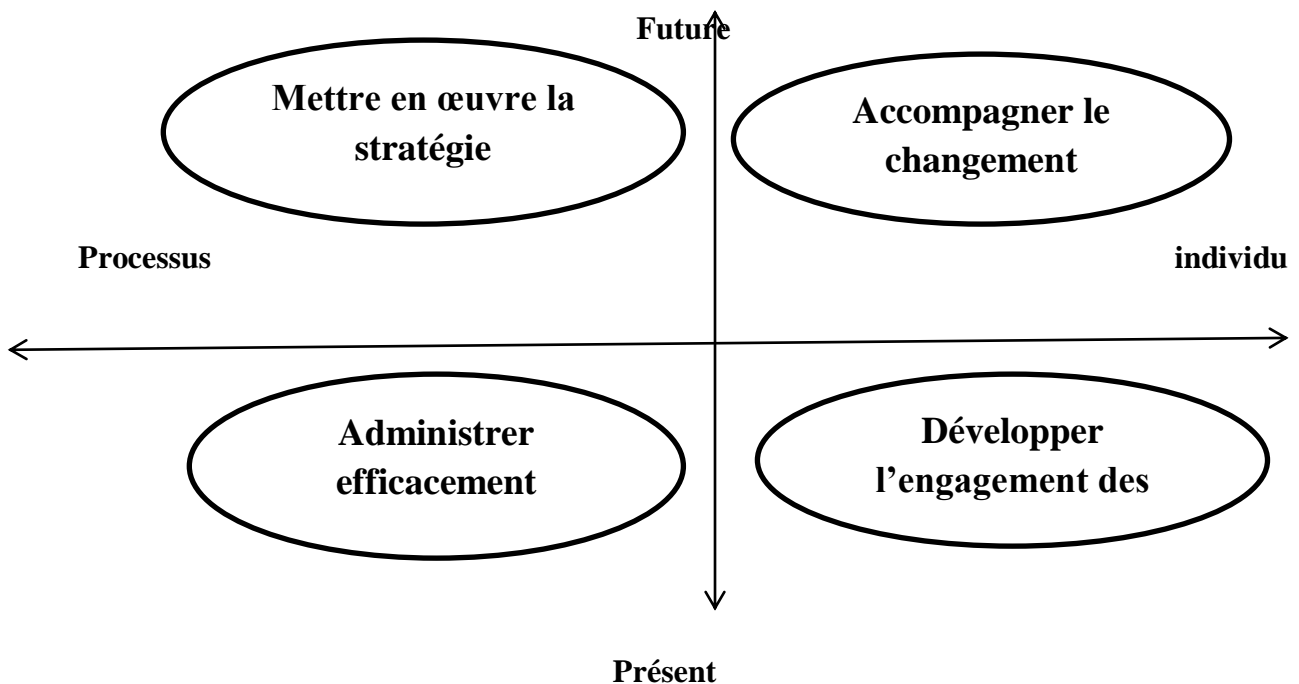 Future
Mettre en œuvre la
stratégie
Accompagner le
changement
Processus
individu
Administrer
efficacement
Développer
l’engagement des
Présent